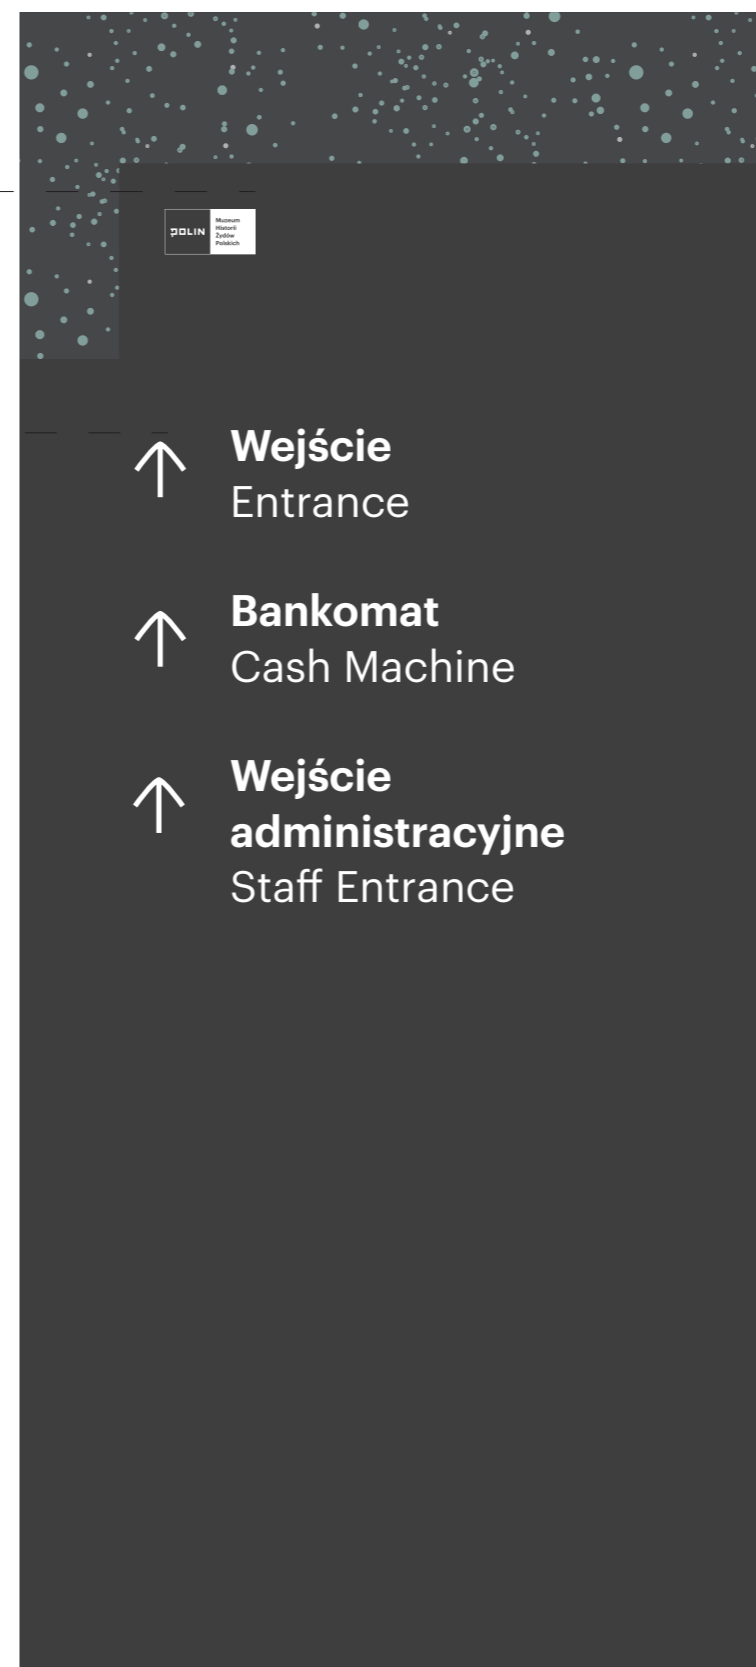 POLIN
Muzeum
Historii
Żydów
Polskich
Wejście
Entrance
Bankomat
Cash Machine
Wejście
administracyjne
Staff Entrance